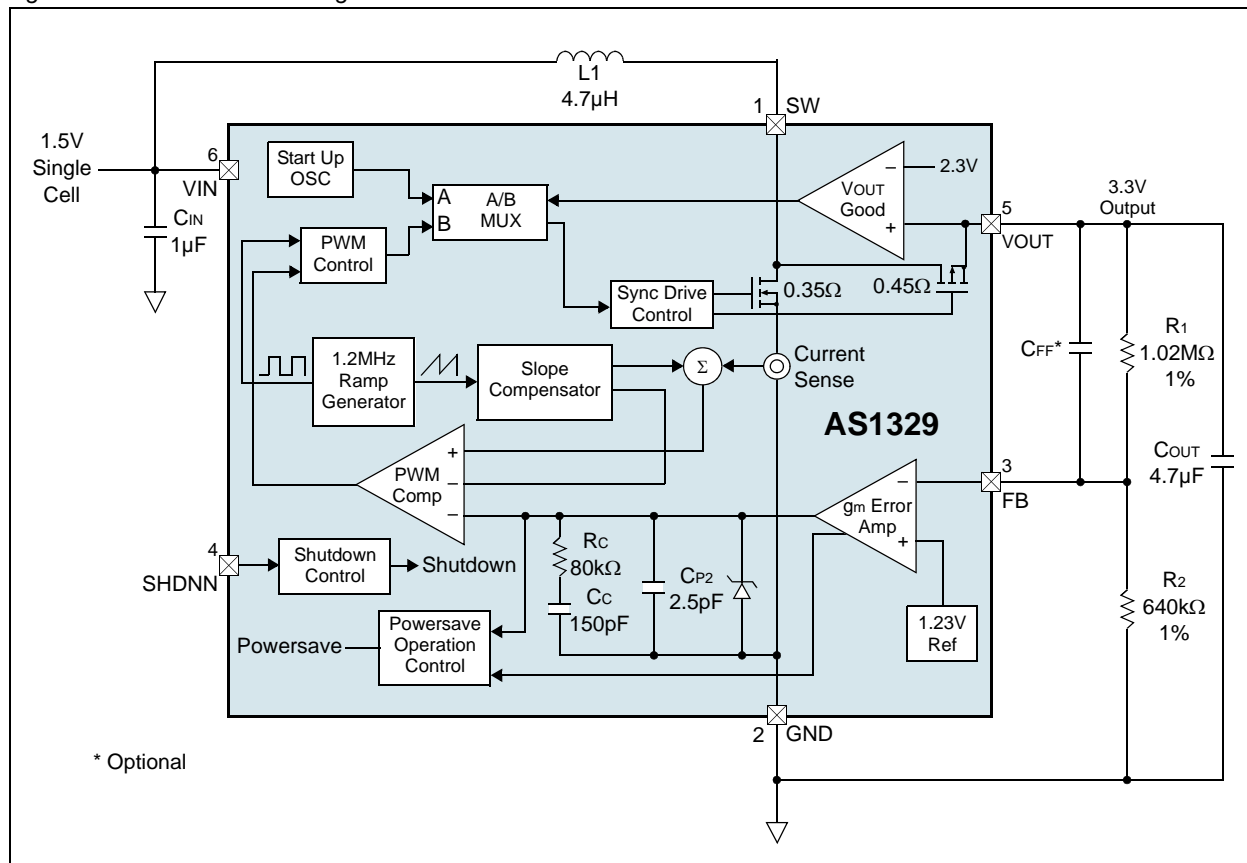 L1
4.7µH
1 SW
1.5V
Single
Cell
6
VIN
CIN
1µF
Start Up
OSC
A
B
A/B
MUX
PWM
Control
VOUT
Good
−
+
2.3V
5
VOUT
3.3V
Output
Sync Drive
Control
0.35Ω
0.45Ω
1.2MHz
Ramp
Generator
Slope
Compensator
Σ
Current
Sense
CFF*
R1
1.02MΩ
1%
AS1329
COUT
4.7µF
PWM
Comp
+
−
−
gm Error
Amp
−
+
3
FB
4
SHDNN
Shutdown
Control
Shutdown
RC
80kΩ
CC
150pF
CP2
2.5pF
1.23V
Ref
R2
640kΩ
1%
Powersave
Powersave
Operation
Control
2 GND
* Optional